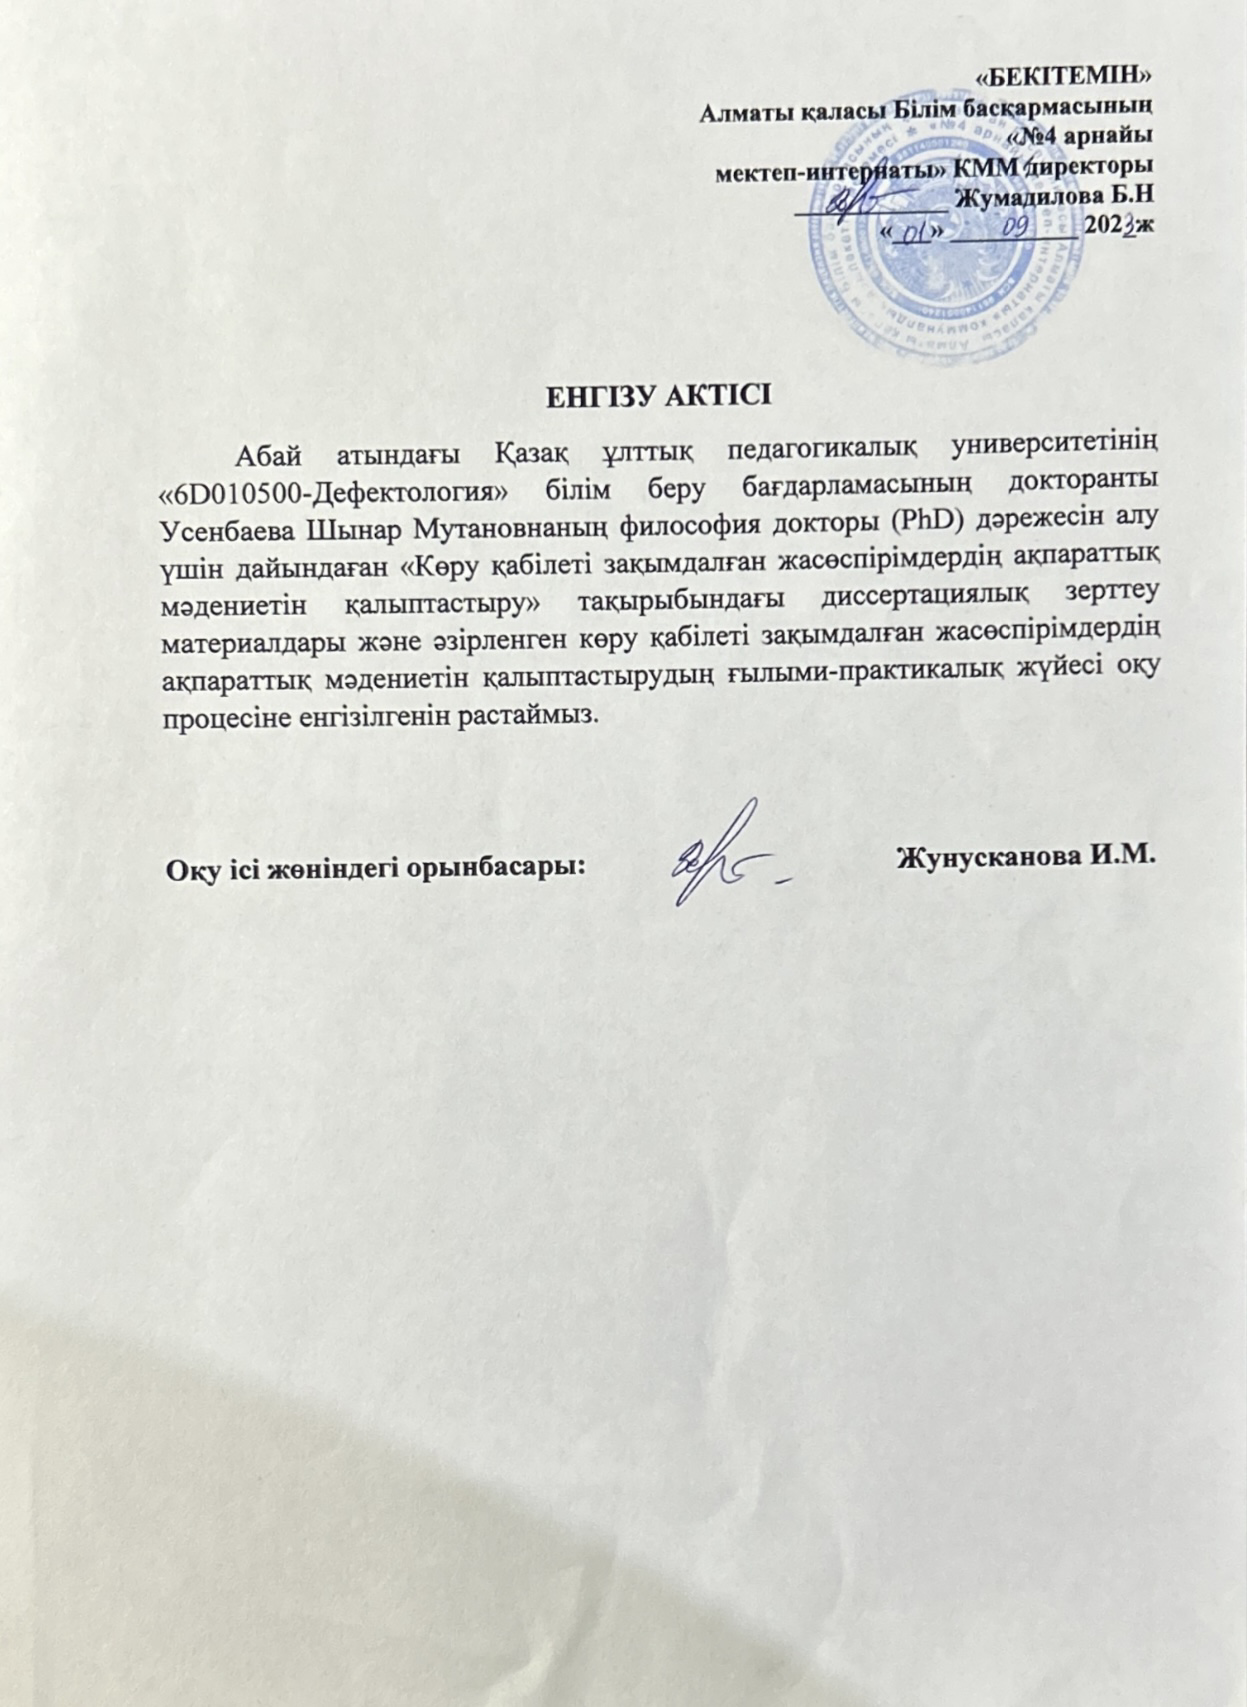 «БЕКІТЕМІН»
Алматы қаласы Білім басқармасының
«№4 арнайы
мектеп-интернаты» КММ директоры
Жумадилова Б.Н
«01» 09 2023ж
ЕНГІЗУ АКТІСІ
Абай атындағы Қазақ ұлттық педагогикалық университетінің
«6D010500-Дефектология» білім беру бағдарламасының докторанты
Усенбаева Шынар Мутановнаның философия докторы (PhD) дәрежесін алу
үшін дайындаған «Көру қабілеті зақымдалған жасөспірімдердің ақпараттық
мәдениетін қалыптастыру» тақырыбындағы диссертациялық зерттеу
материалдары және әзірленген көру қабілеті зақымдалған жасөспірімдердің
ақпараттық мәдениетін қалыптастырудың ғылыми-практикалық жүйесі оқу
процесіне енгізілгенін растаймыз.
Оқу ісі жөніндегі орынбасары: Жунусканова И.М.